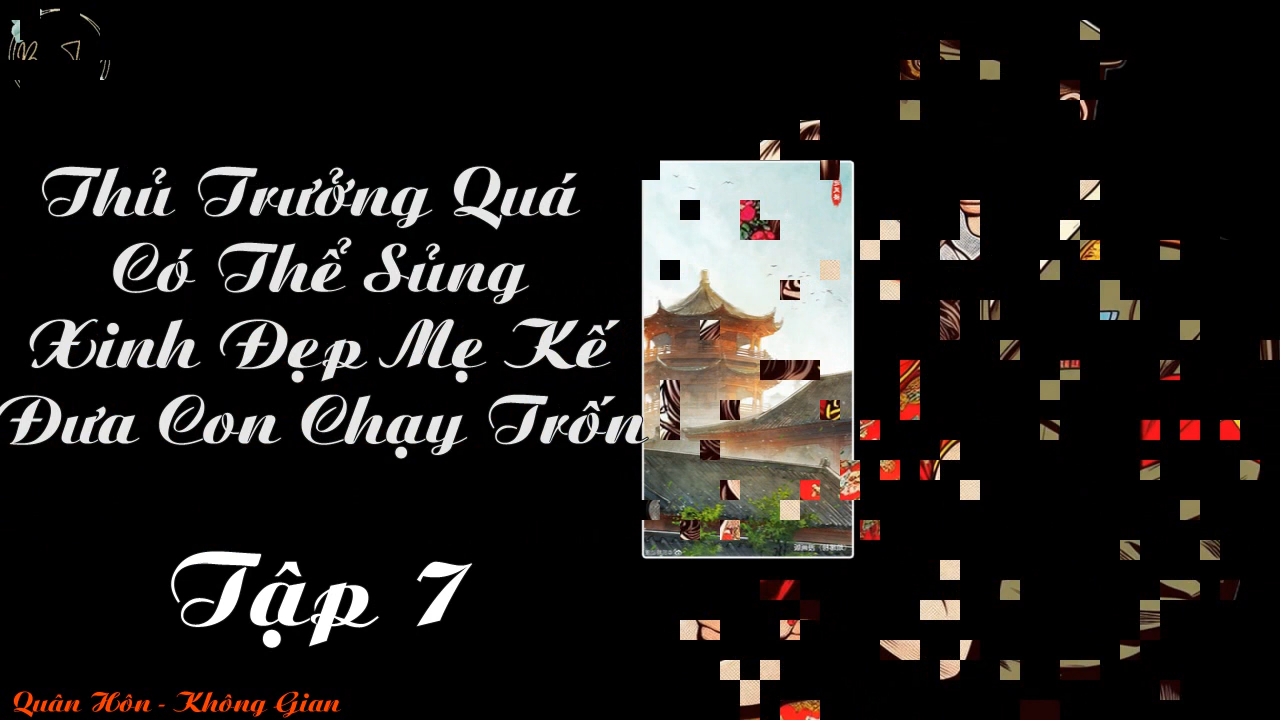 Thủ Trưởng Quá
Có Thể Sủng
Xinh Đẹp Mẹ Kế
Đưa Con Chạy Trốn
Tập 7
Quân Hôn - Không Gian